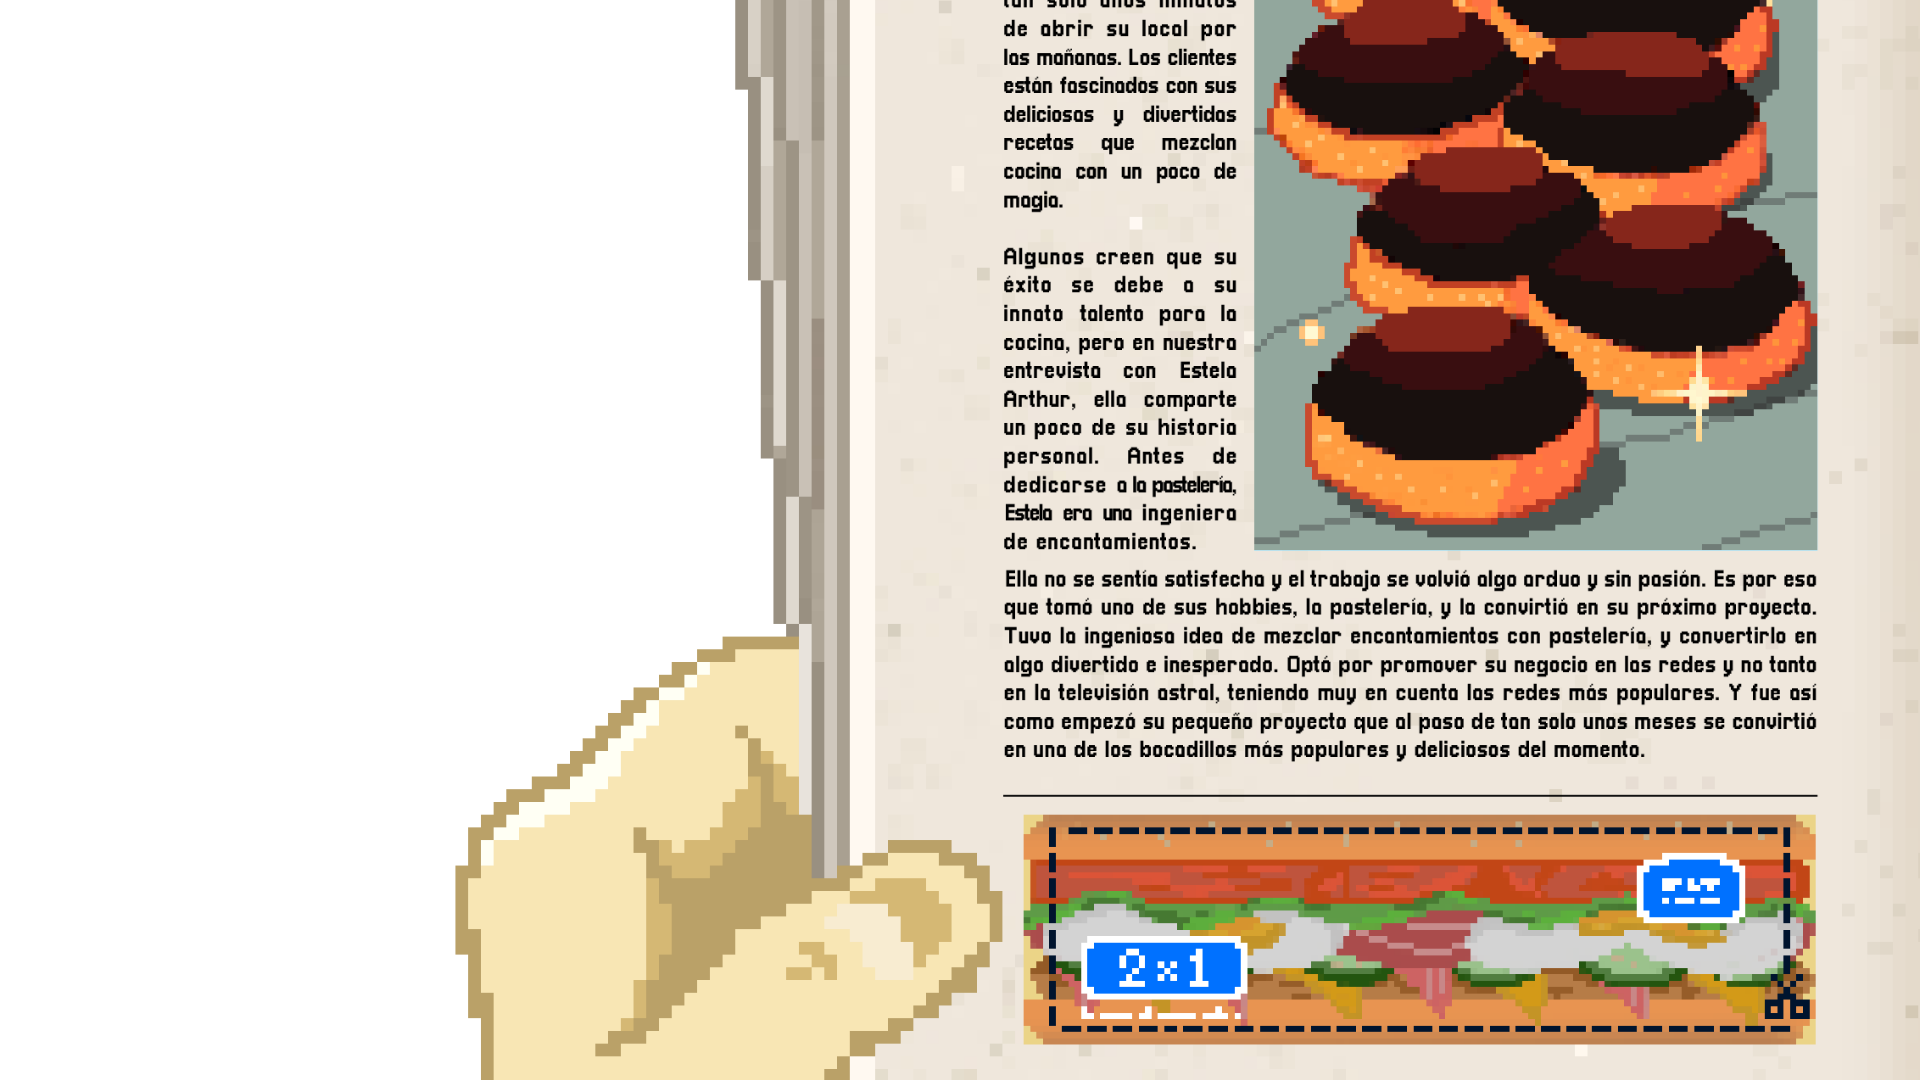 tan solo unos minutos
de abrir su local por
las mañanas. Los clientes
están fascinados con sus
deliciosas y divertidas
recetas que mezclan
cocina con un poco de
magia.
Algunos creen que su
éxito se debe a su
innato talento para la
cocina, pero en nuestra
entrevista con Estela
Arthur, ella comparte
un poco de su historia
personal. Antes de
dedicarse a la pastelería,
Estela era una ingeniera
de encantamientos.
Ella no se sentía satisfecha y el trabajo se volvió algo arduo y sin pasión. Es por eso
que tomó uno de sus hobbies, la pastelería, y la convirtió en su próximo proyecto.
Tuvo la ingeniosa idea de mezclar encantamientos con pastelería, y convertirlo en
algo divertido e inesperado. Optó por promover su negocio en las redes y no tanto
en la televisión astral, teniendo muy en cuenta las redes más populares. Y fue así
como empezó su pequeño proyecto que al paso de tan solo unos meses se convirtió
en una de los bocadillos más populares y deliciosos del momento.
2x1